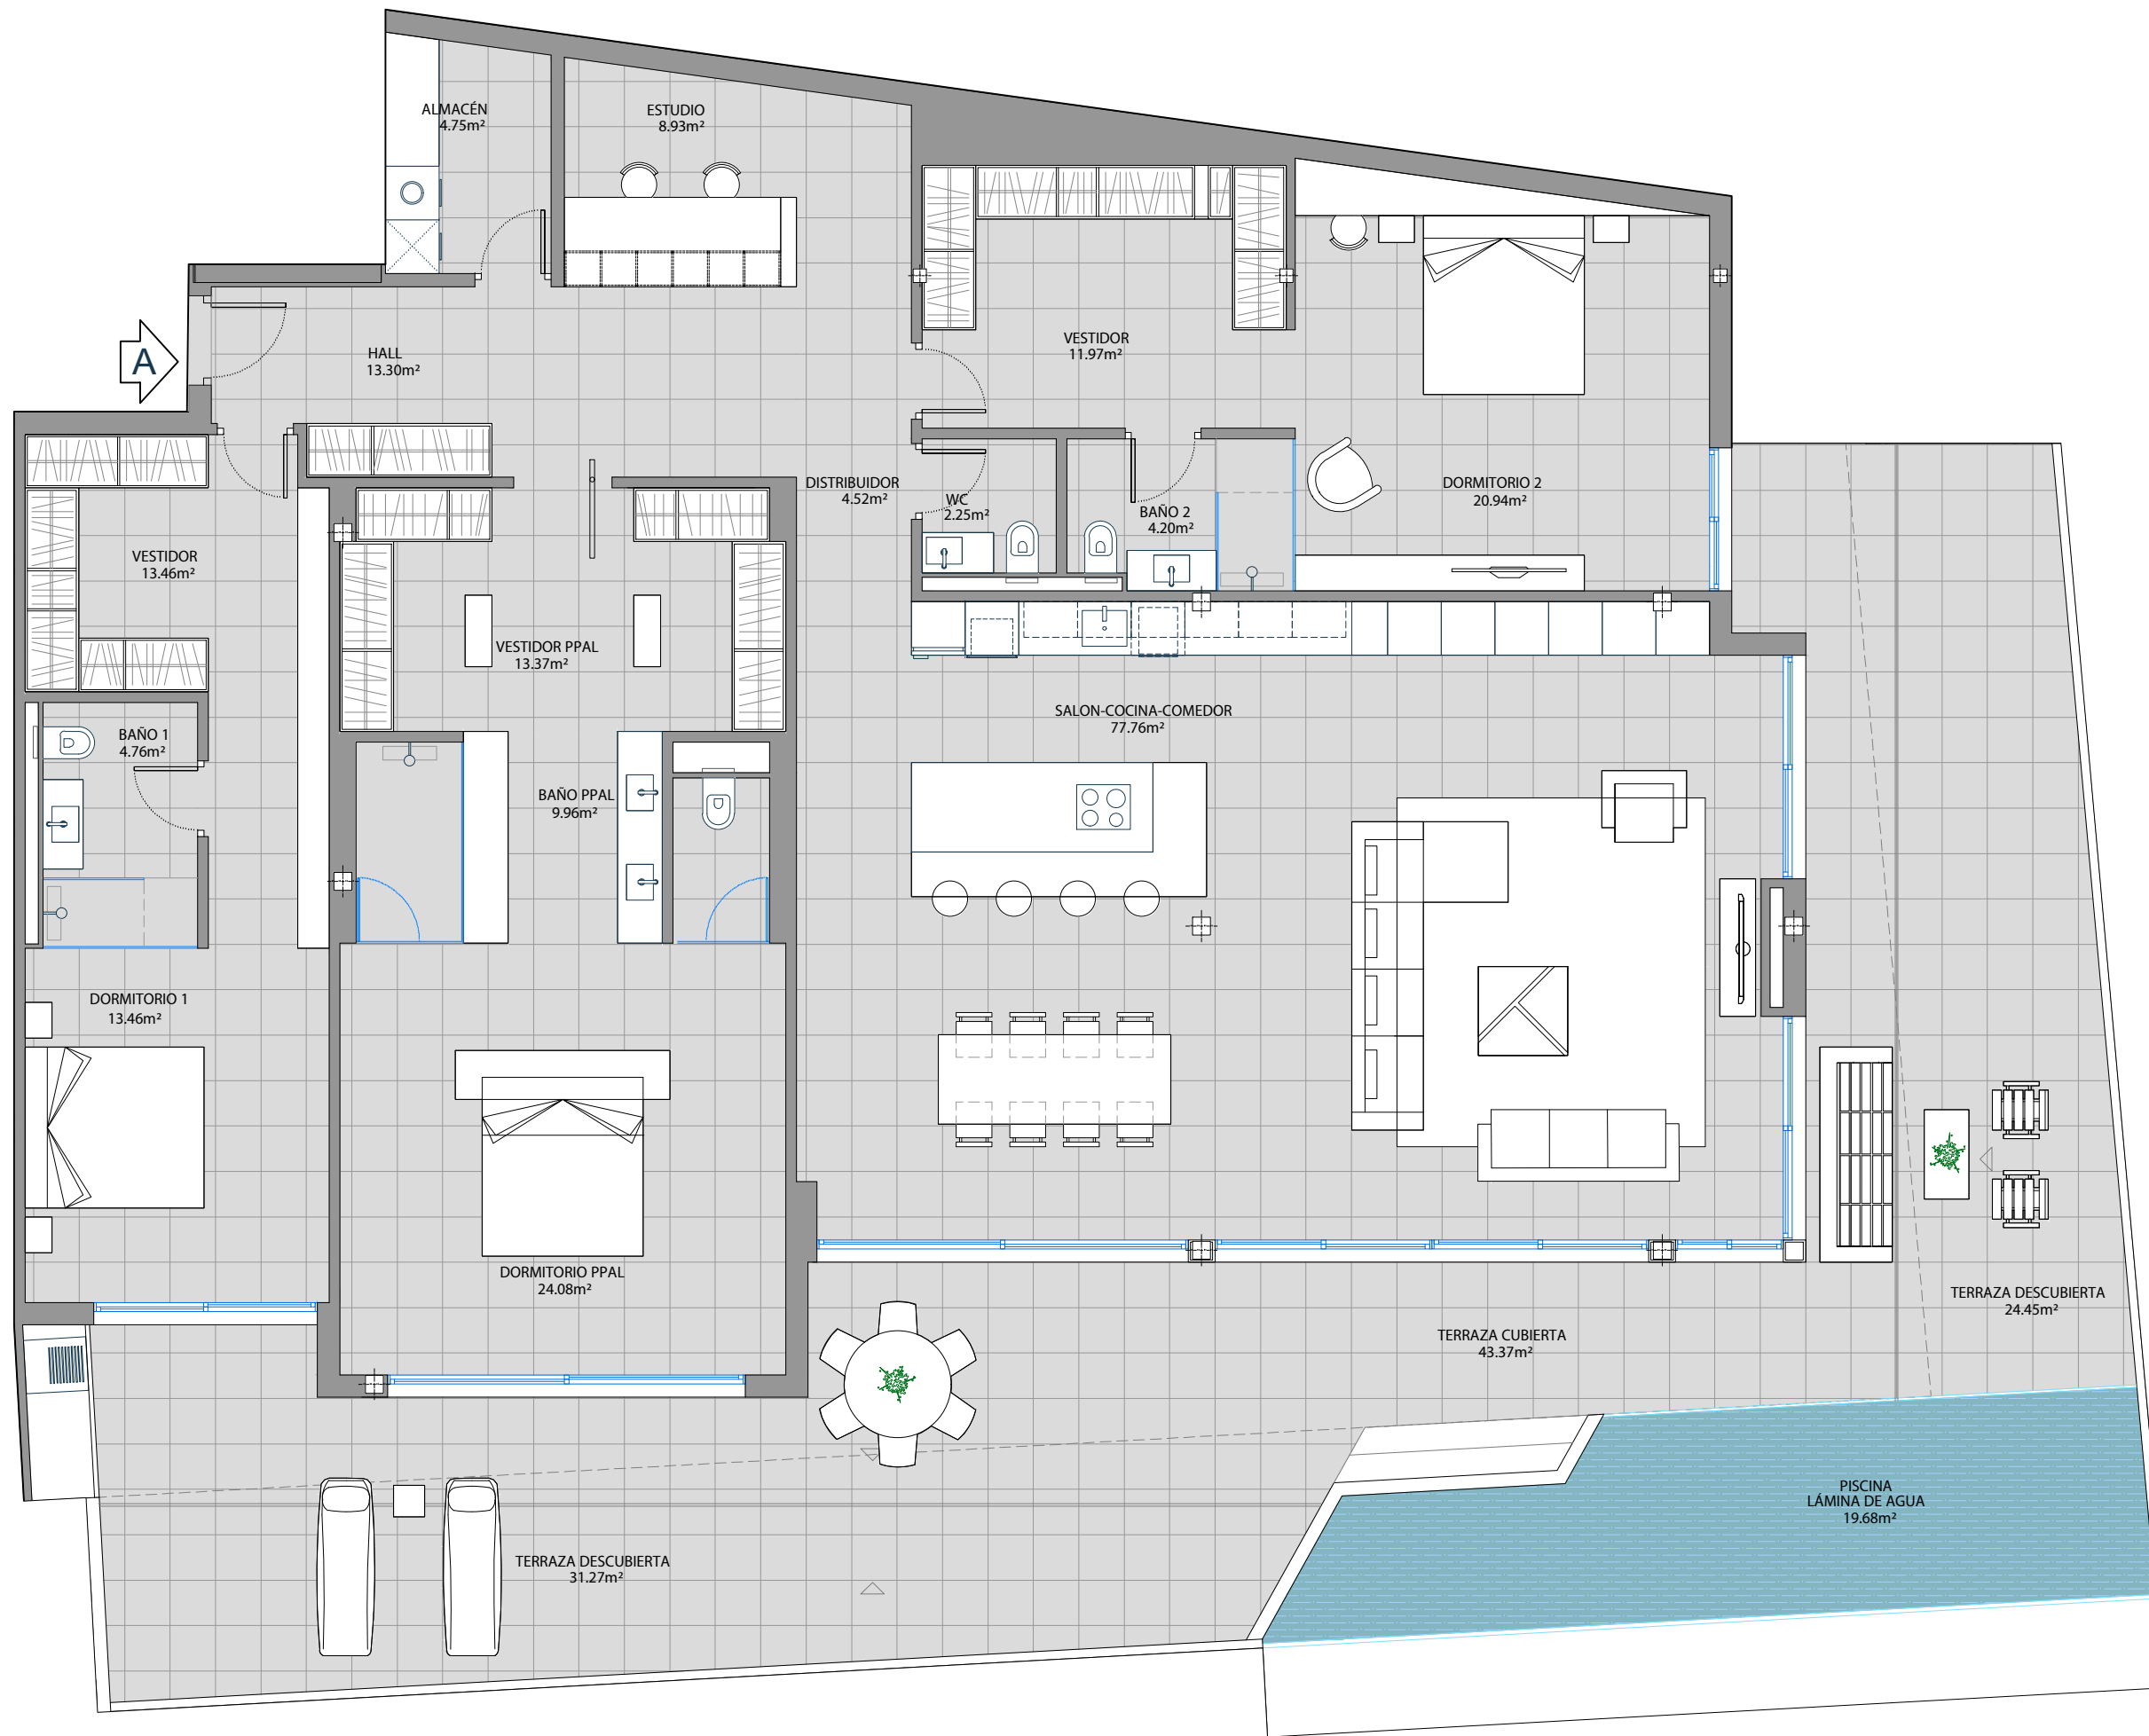 ALMACÉN
4.75m²
ESTUDIO
8.93m²
A
HALL
13.30m²
VESTIDOR
11.97m²
DISTRIBUIDOR
4.52m²
WC
2.25m²
BAÑO 2
4.20m²
DORMITORIO 2
20.94m²
VESTIDOR
13.46m²
VESTIDOR PPAL
13.37m²
SALON-COCINA-COMEDOR
77.76m²
BAÑO 1
4.76m²
BAÑO PPAL
9.96m²
DORMITORIO 1
13.46m²
DORMITORIO PPAL
24.08m²
TERRAZA DESCUBIERTA
24.45m²
TERRAZA CUBIERTA
43.37m²
PISCINA
LÁMINA DE AGUA
19.68m²
TERRAZA DESCUBIERTA
31.27m²